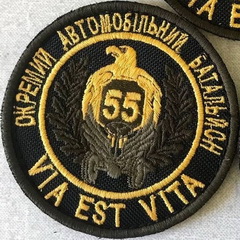 ОКРЕМИЙ АВТОМОБІЛЬНИЙ БАТАЛЬЙОН
55
VIA EST VITA